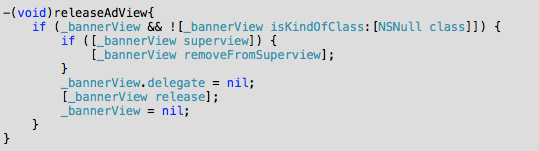 -(void)releaseAdView{
    if (_bannerView && ![_bannerView isKindOfClass:[NSNull class]]) {
        if ([_bannerView superview]) {
            [_bannerView removeFromSuperview];
        }
        _bannerView.delegate = nil;
        [_bannerView release];
        _bannerView = nil;
    }
}